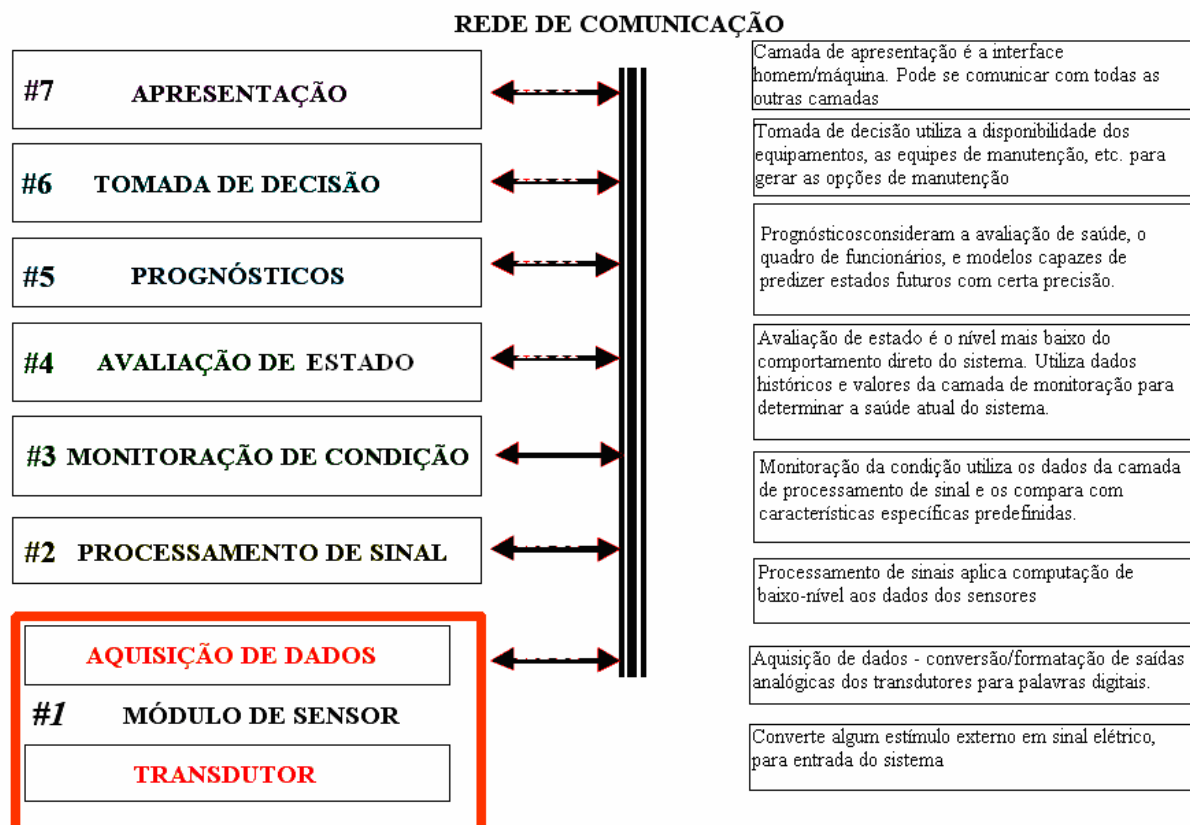 REDE DE COMUNICAÇÃO
#7 APRESENTAÇÃO
Camada de apresentação é a interface
homem/máquina. Pode se comunicar com todas as
outras camadas
#6 TOMADA DE DECISÃO
Tomada de decisão utiliza a disponibilidade dos
equipamentos, as equipes de manutenção, etc. para
gerar as opções de manutenção
#5 PROGNÓSTICOS
Prognósticosconsideram a avaliação de saúde, o
quadro de funcionários, e modelos capazes de
predizer estados futuros com certa precisão.
#4 AVALIAÇÃO DE ESTADO
Avaliação de estado é o nível mais baixo do
comportamento direto do sistema. Utiliza dados
históricos e valores da camada de monitoração para
determinar a saúde atual do sistema.
#3 MONITORAÇÃO DE CONDIÇÃO
Monitoração da condição utiliza os dados da camada
de processamento de sinal e os compara com
características específicas predefinidas.
#2 PROCESSAMENTO DE SINAL
Processamento de sinais aplica computação de
baixo-nível aos dados dos sensores
AQUISIÇÃO DE DADOS
Aquisição de dados - conversão/formatação de saídas
analógicas dos transdutores para palavras digitais.
#1 MÓDULO DE SENSOR
TRANSDUTOR
Converte algum estímulo externo em sinal elétrico,
para entrada do sistema